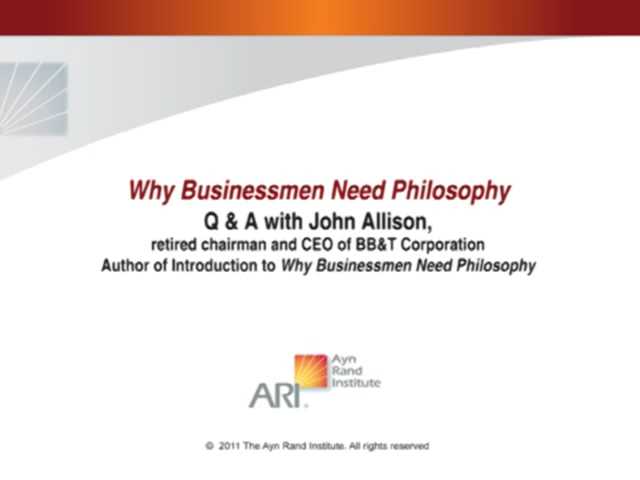 Why Businessmen Need Philosophy
Q & A with John Allison,
retired chairman and CEO of BB&T Corporation
Author of Introduction to Why Businessmen Need Philosophy
ARI®
Ayn
Rand
Institute
© 2011 The Ayn Rand Institute. All rights reserved